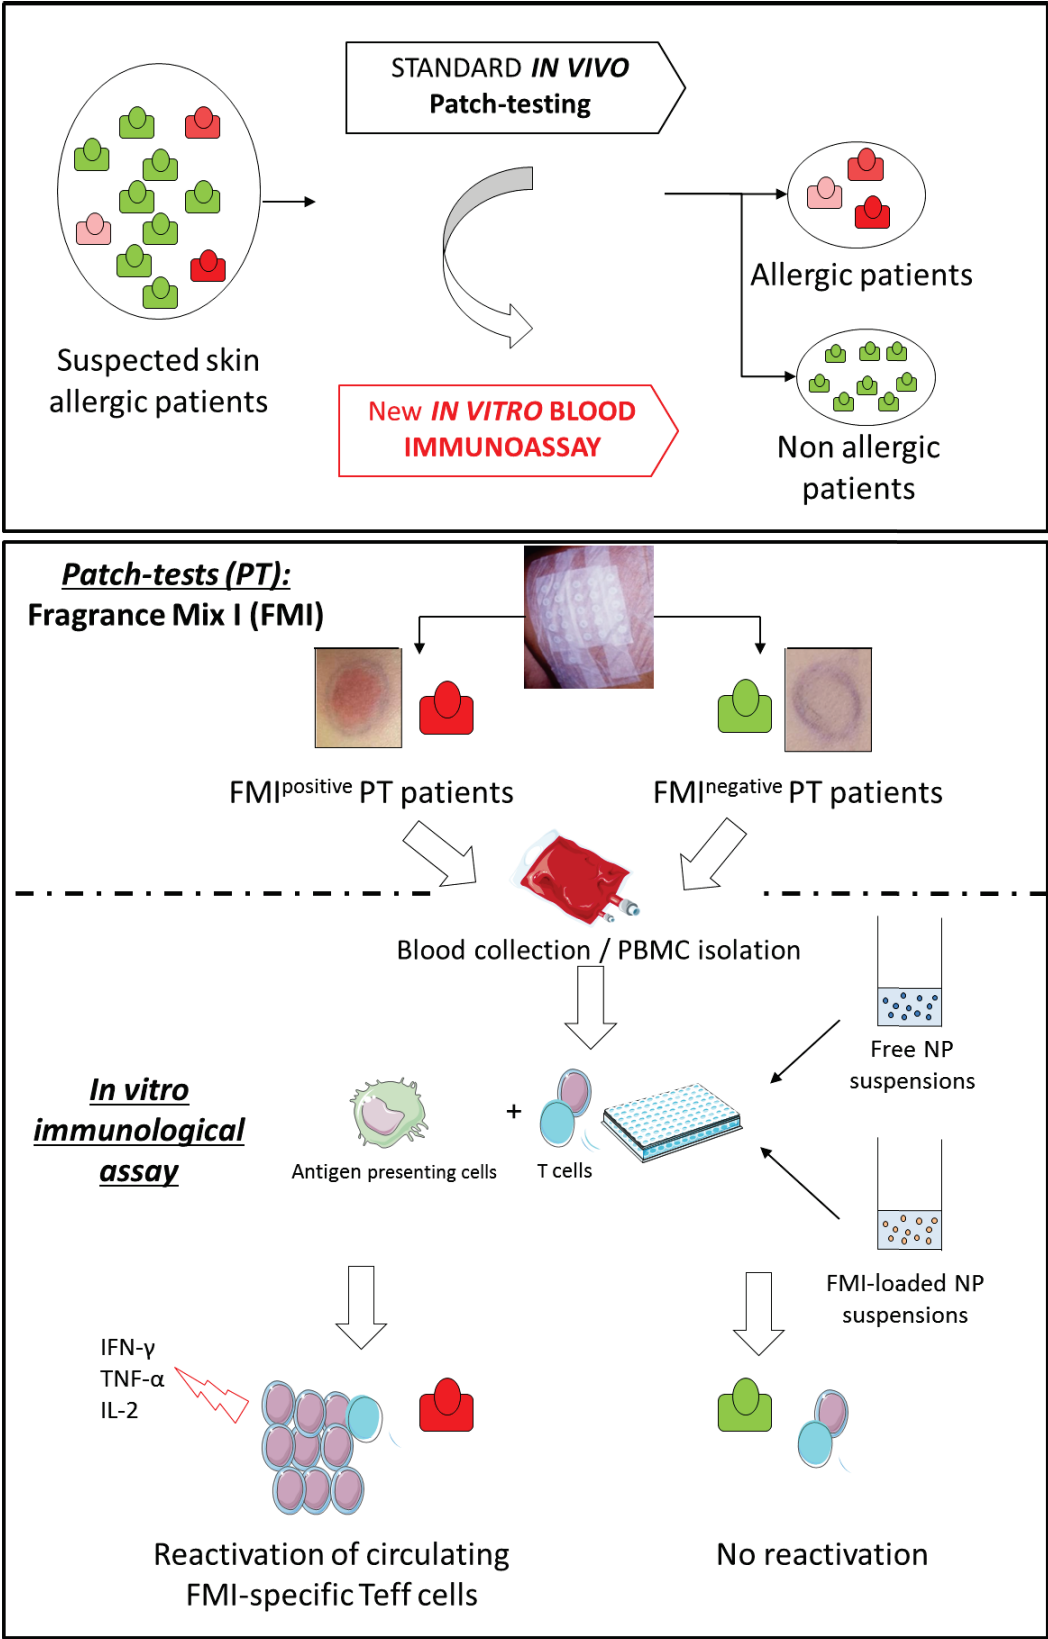 STANDARD IN VIVO
Patch-testing
Suspected skin
allergic patients
New IN VITRO BLOOD
IMMUNOASSAY
Allergic patients
Non allergic
patients
Patch-tests (PT):
Fragrance Mix I (FMI)
FMIpositive PT patients
FMInegative PT patients
Blood collection / PBMC isolation
Free NP
suspensions
In vitro
immunological
assay
Antigen presenting cells
+
T cells
FMI-loaded NP
suspensions
IFN-γ
TNF-α
IL-2
Reactivation of circulating
FMI-specific Teff cells
No reactivation